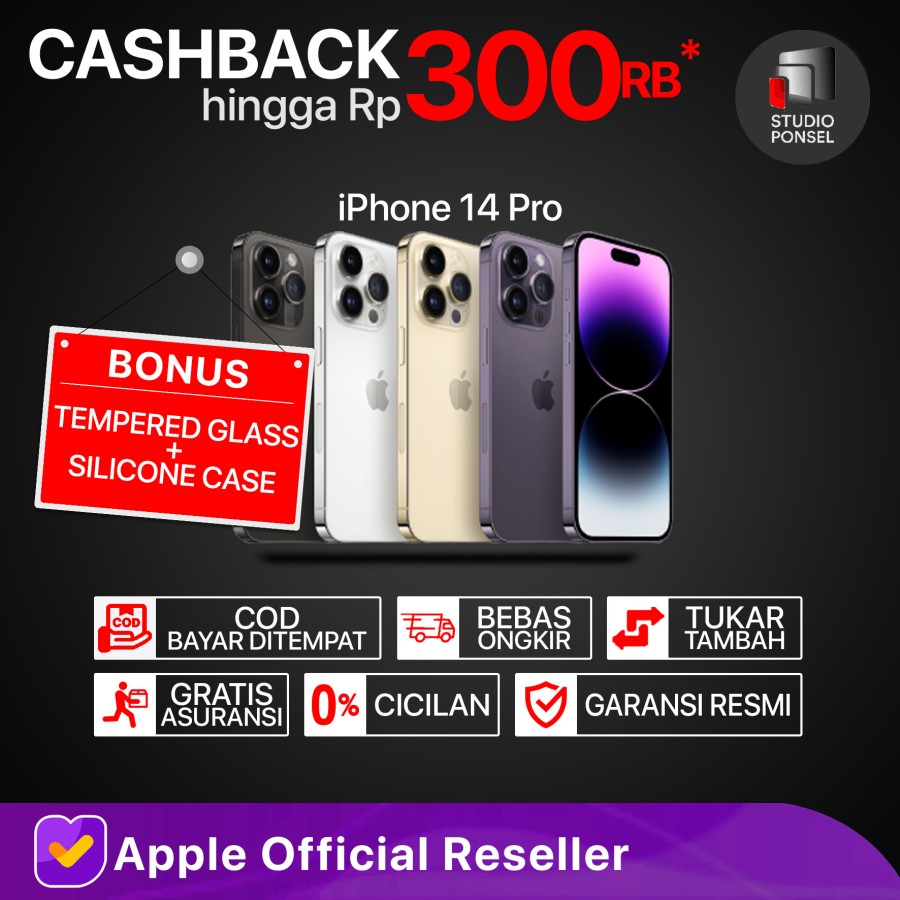 CASHBACK
hingga Rp 300RB*
STUDIO
PONSEL
iPhone 14 Pro
BONUS
TEMPERED GLASS
+
SILICONE CASE
COD
COD
BAYAR DITEMPAT
BEBAS
ONGKIR
TUKAR
TAMBAH
GRATIS
ASURANSI
0% CICILAN
GARANSI RESMI
Apple Official Reseller